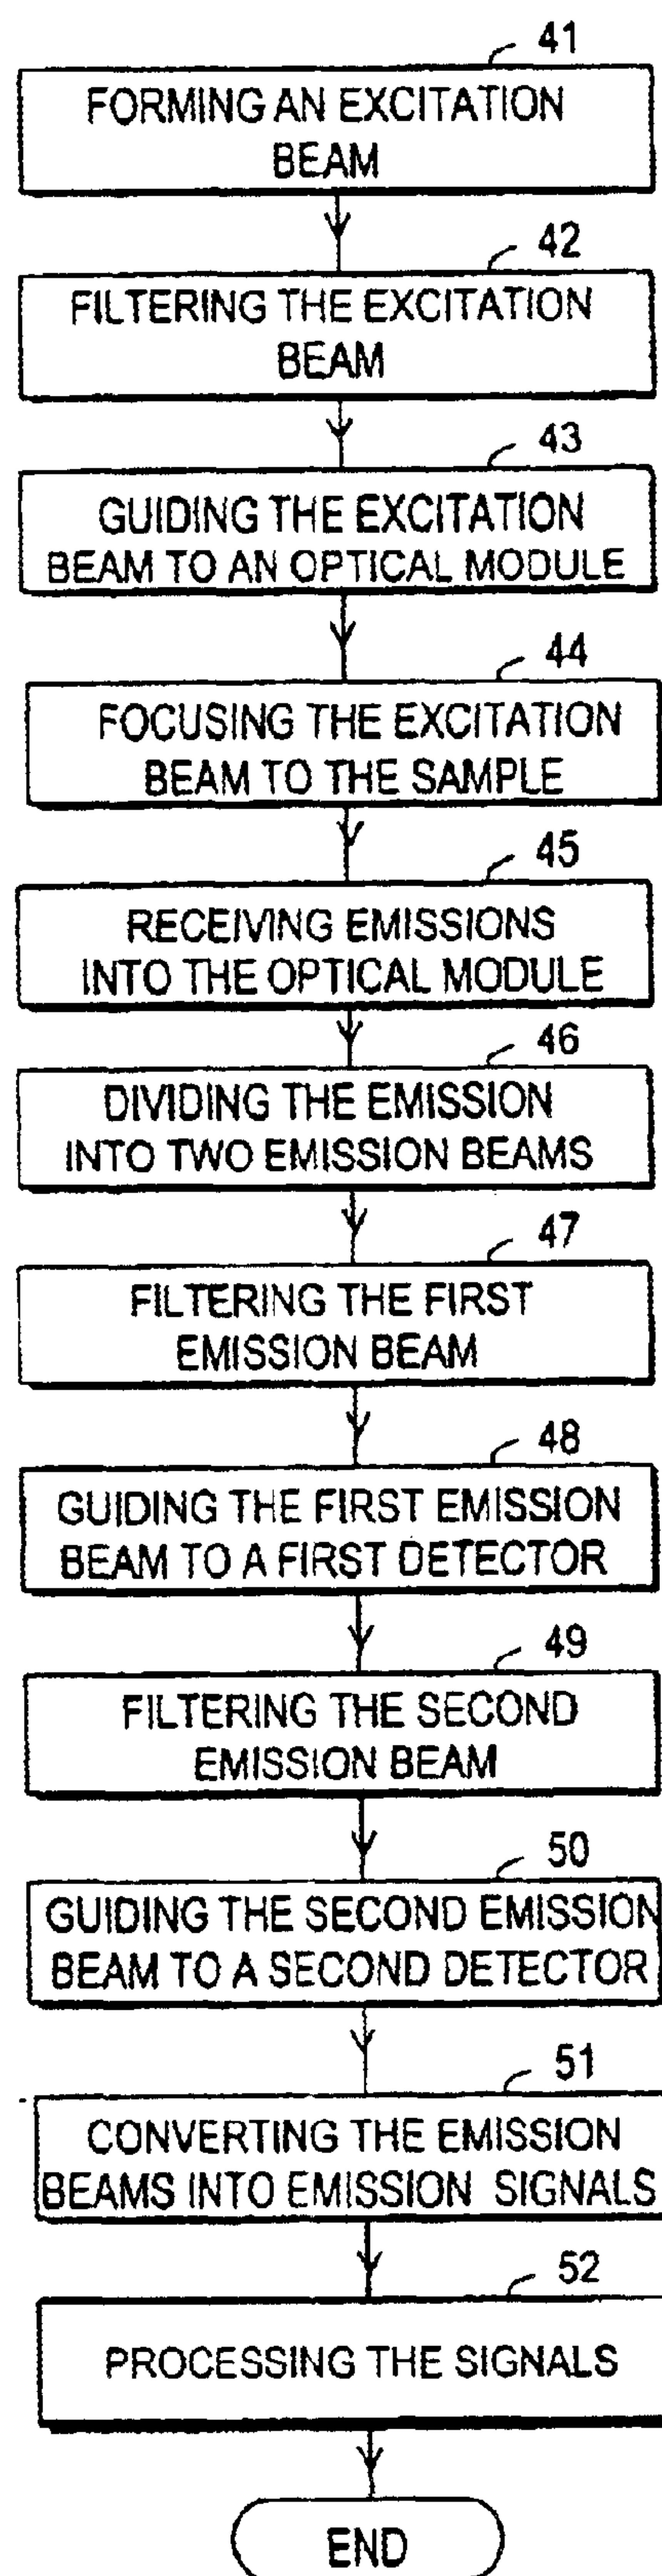 41
FORMING AN EXCITATION
BEAM
42
FILTERING THE EXCITATION
BEAM
43
GUIDING THE EXCITATION
BEAM TO AN OPTICAL MODULE
44
FOCUSING THE EXCITATION
BEAM TO THE SAMPLE
45
RECEIVING EMISSIONS
INTO THE OPTICAL MODULE
46
DIVIDING THE EMISSION
INTO TWO EMISSION BEAMS
47
FILTERING THE FIRST
EMISSION BEAM
48
GUIDING THE FIRST EMISSION
BEAM TO A FIRST DETECTOR
49
FILTERING THE SECOND
EMISSION BEAM
50
GUIDING THE SECOND EMISSION
BEAM TO A SECOND DETECTOR
51
CONVERTING THE EMISSION
BEAMS INTO EMISSION SIGNALS
52
PROCESSING THE SIGNALS
END